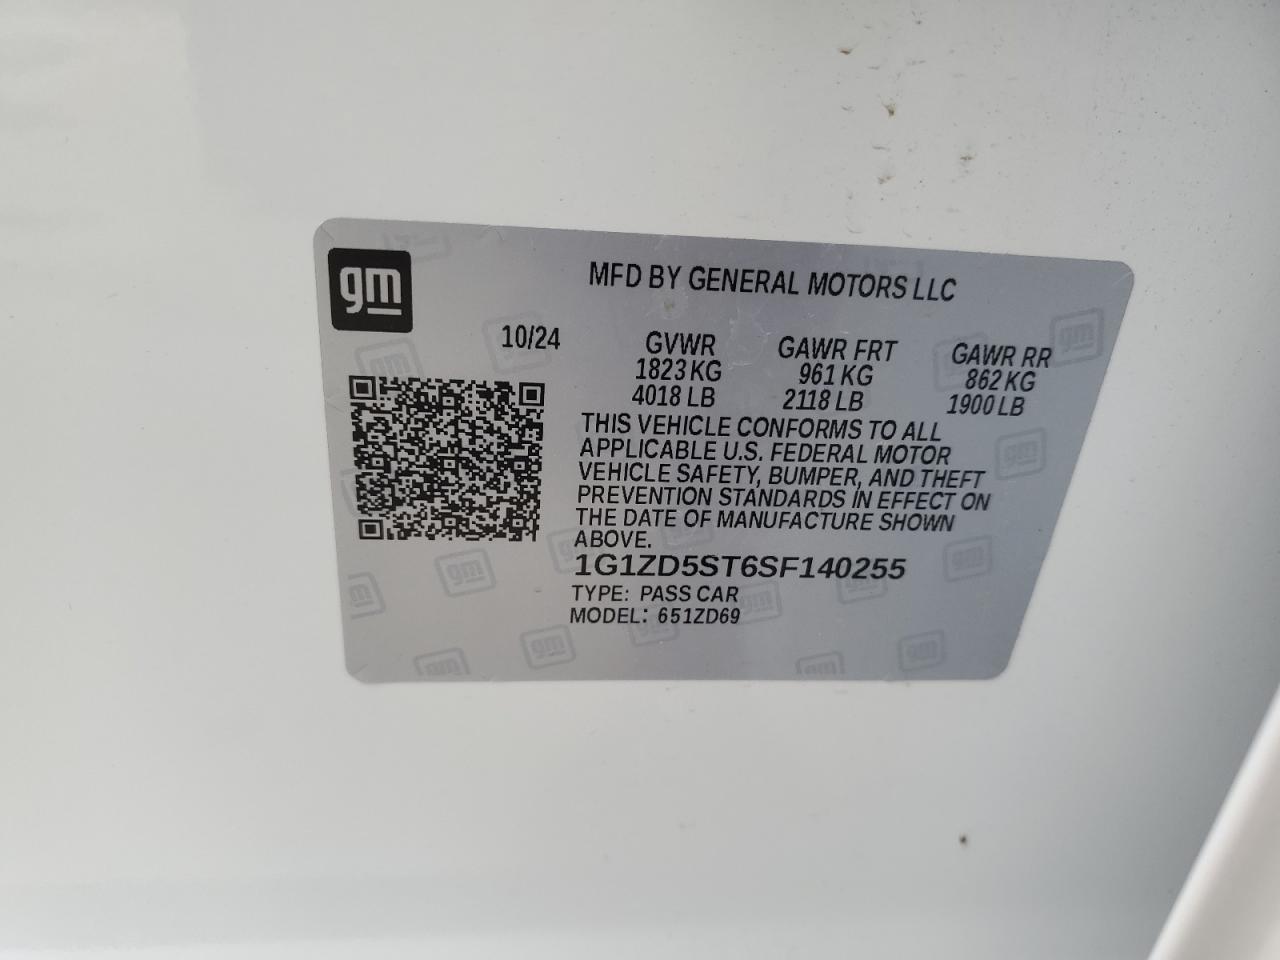 gm
MFD BY GENERAL MOTORS LLC
10/24 GVWR GAWR FRT GAWR RR
1823 KG 961 KG 862 KG
4018 LB 2118 LB 1900 LB
THIS VEHICLE CONFORMS TO ALL
APPLICABLE U.S. FEDERAL MOTOR
VEHICLE SAFETY, BUMPER, AND THEFT
PREVENTION STANDARDS IN EFFECT ON
THE DATE OF MANUFACTURE SHOWN
ABOVE.
1G1ZD5ST6SF140255
TYPE: PASS CAR
MODEL: 651ZD69